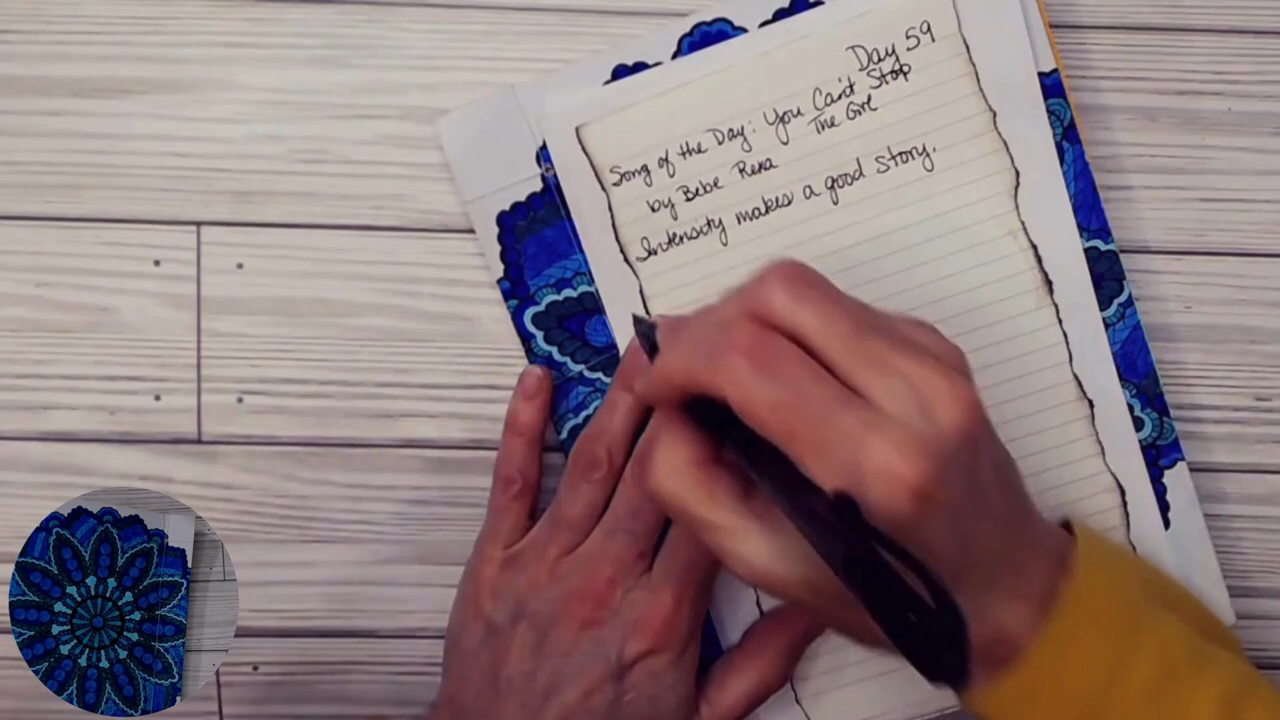 Day 59
Song of the Day: You Can't Stop
The Girl
by Bebe Rexa
Intensity makes a good story.